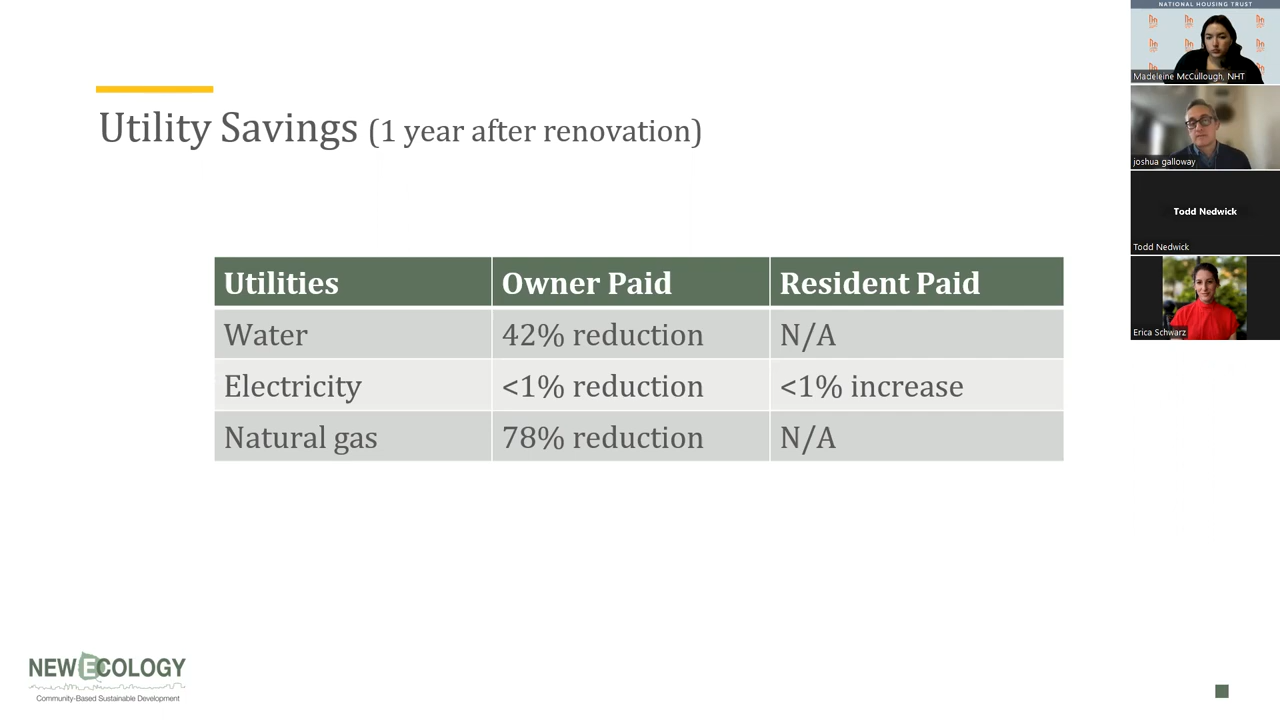 NATIONAL HOUSING TRUST
Madeleine McCullough, NHT
joshua galloway
Todd Nedwick
Todd Nedwick
Erica Schwarz
Utility Savings (1 year after renovation)
Utilities Owner Paid Resident Paid
Water 42% reduction N/A
Electricity <1% reduction <1% increase
Natural gas 78% reduction N/A
NEW ECOLOGY
Community-Based Sustainable Development